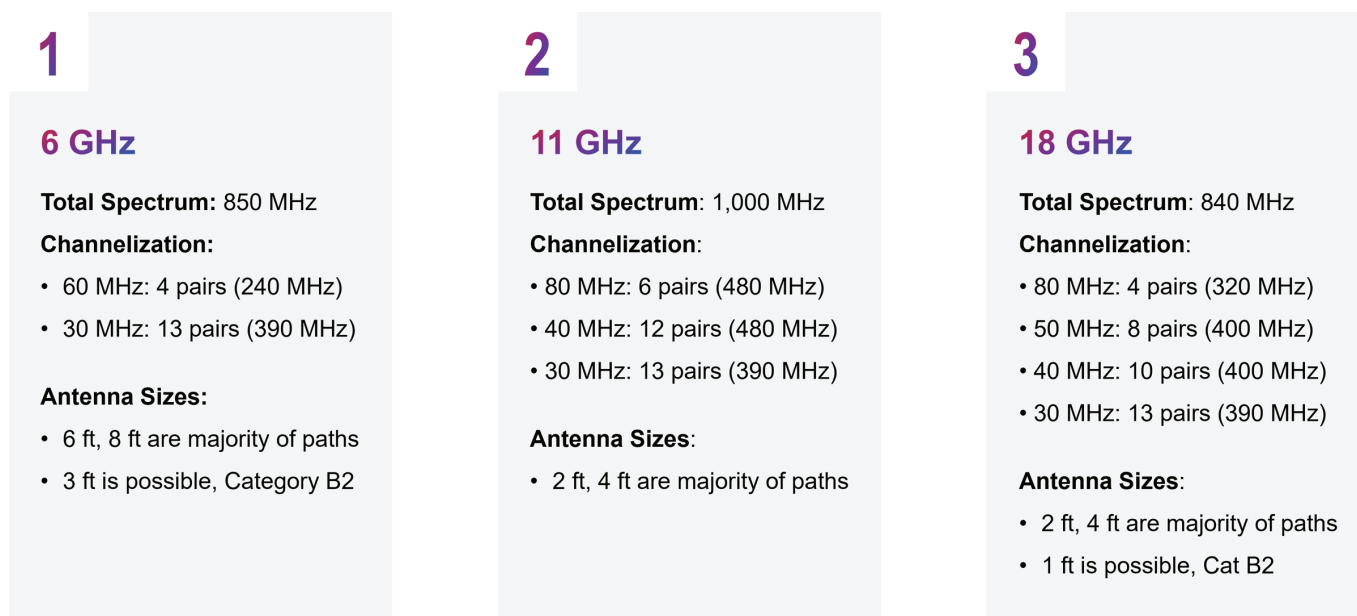 1
6 GHz
Total Spectrum: 850 MHz
Channelization:
• 60 MHz: 4 pairs (240 MHz)
• 30 MHz: 13 pairs (390 MHz)
Antenna Sizes:
• 6 ft, 8 ft are majority of paths
• 3 ft is possible, Category B2
2
11 GHz
Total Spectrum: 1,000 MHz
Channelization:
• 80 MHz: 6 pairs (480 MHz)
• 40 MHz: 12 pairs (480 MHz)
• 30 MHz: 13 pairs (390 MHz)
Antenna Sizes:
• 2 ft, 4 ft are majority of paths
3
18 GHz
Total Spectrum: 840 MHz
Channelization:
• 80 MHz: 4 pairs (320 MHz)
• 50 MHz: 8 pairs (400 MHz)
• 40 MHz: 10 pairs (400 MHz)
• 30 MHz: 13 pairs (390 MHz)
Antenna Sizes:
• 2 ft, 4 ft are majority of paths
• 1 ft is possible, Cat B2